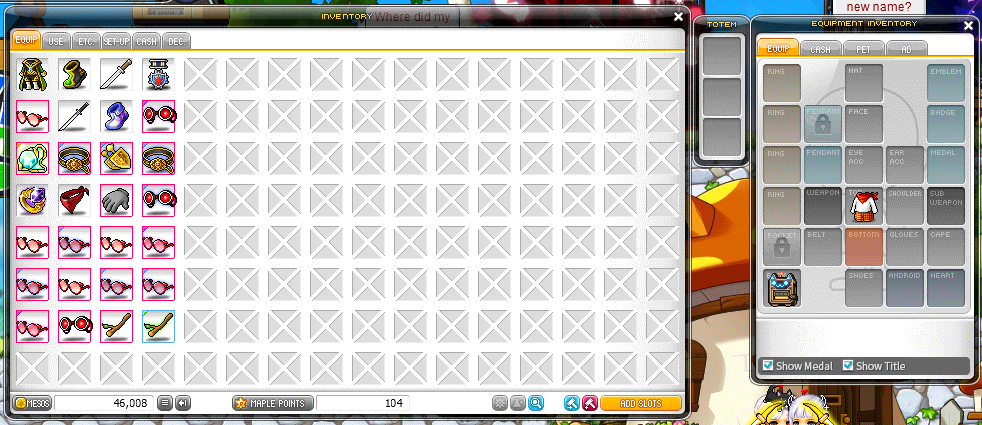 new name?
Where did my
INVENTORY
EQUIP USE ETC. SET-UP CASH DEC.
MESOS 46,008
MAPLE POINTS 104
ADD SLOTS
TOTEM
EQUIPMENT INVENTORY
EQUIP CASH PET AD
RING HAT EMBLEM
RING PENDANT FACE BADGE
RING PENDANT EYE ACC EAR ACC MEDAL
RING WEAPON SHOULDER SUB WEAPON
POCKET BELT BOTTOM GLOVES CAPE
SHOES ANDROID HEART
Show Medal Show Title